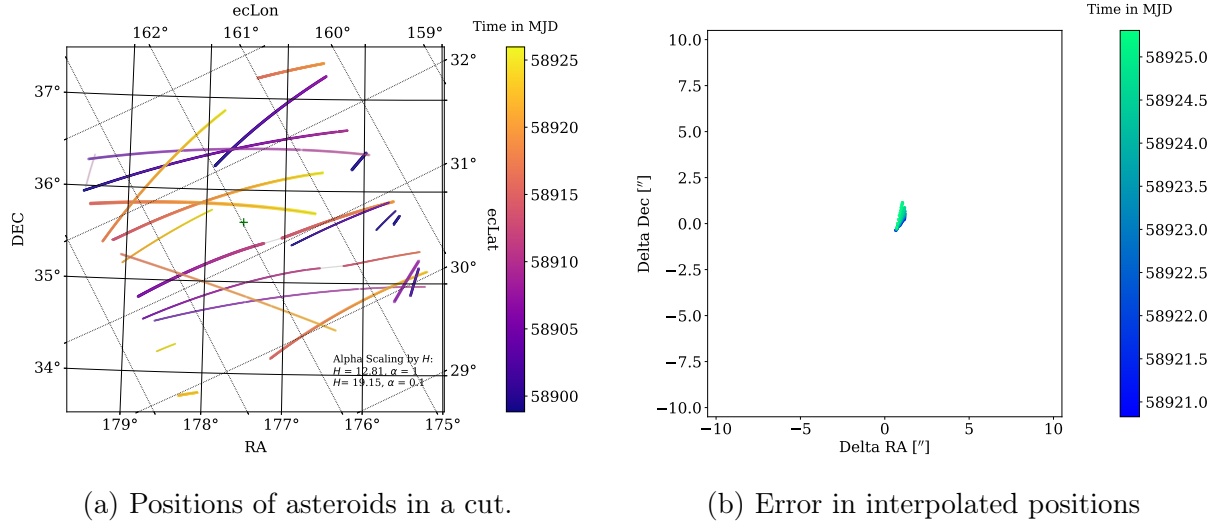 ecLon
Time in MJD
162° 161° 160° 159°
37°
36°
35°
34°
DEC
32°
31°
30°
29°
ecLat
58925
58920
58915
58910
58905
58900
Alpha Scaling by H:
H = 12.81, α = 1
H= 19.15, α = 0.1
179° 178° 177° 176° 175°
RA
(a) Positions of asteroids in a cut.
Time in MJD
10.0
7.5
5.0
2.5
0.0
−2.5
−5.0
−7.5
−10.0
Delta Dec [″]
58925.0
58924.5
58924.0
58923.5
58923.0
58922.5
58922.0
58921.5
58921.0
−10 −5 0 5 10
Delta RA [″]
(b) Error in interpolated positions